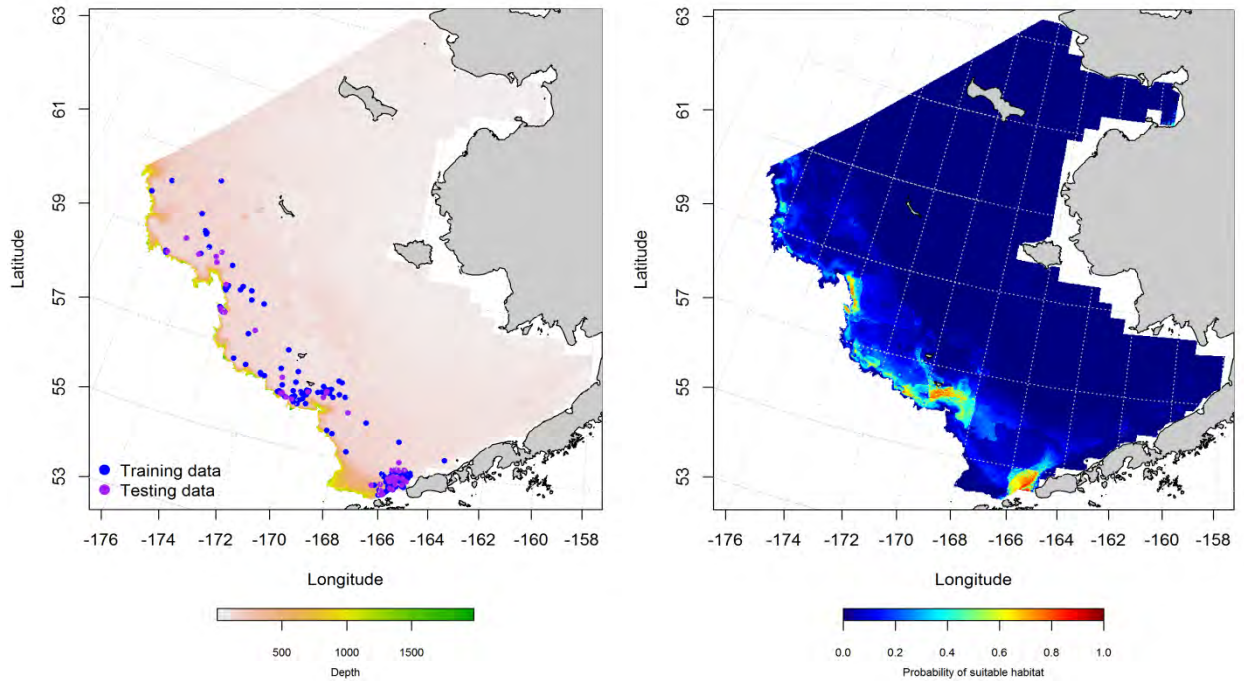 63
61
59
57
55
53
Latitude
Training data
Testing data
-176 -174 -172 -170 -168 -166 -164 -162 -160 -158
Longitude
500 1000 1500
Depth
63
61
59
57
55
53
Latitude
-176 -174 -172 -170 -168 -166 -164 -162 -160 -158
Longitude
0.0 0.2 0.4 0.6 0.8 1.0
Probability of suitable habitat